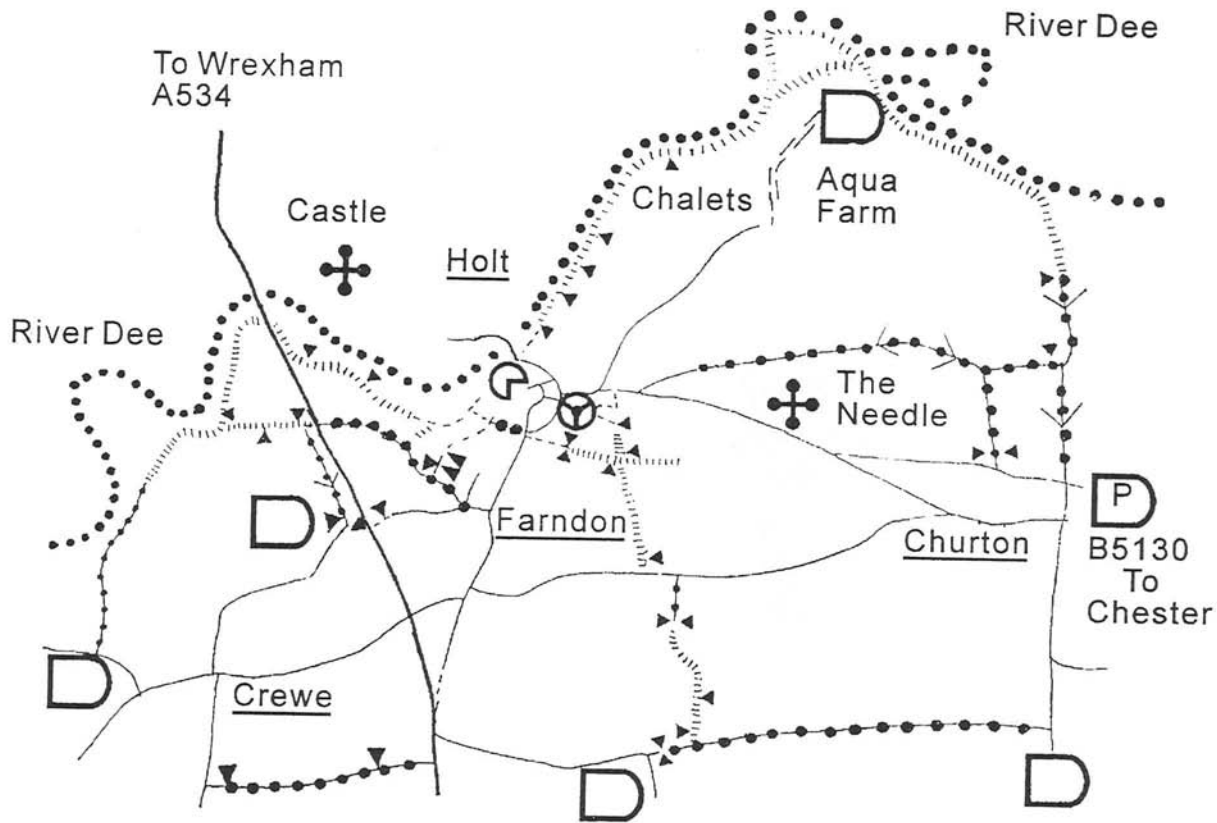 River Dee
To Wrexham
A534
Chalets
Aqua
Farm
Castle
Holt
River Dee
The
Needle
Farndon
Churton
P
B5130
To
Chester
Crewe